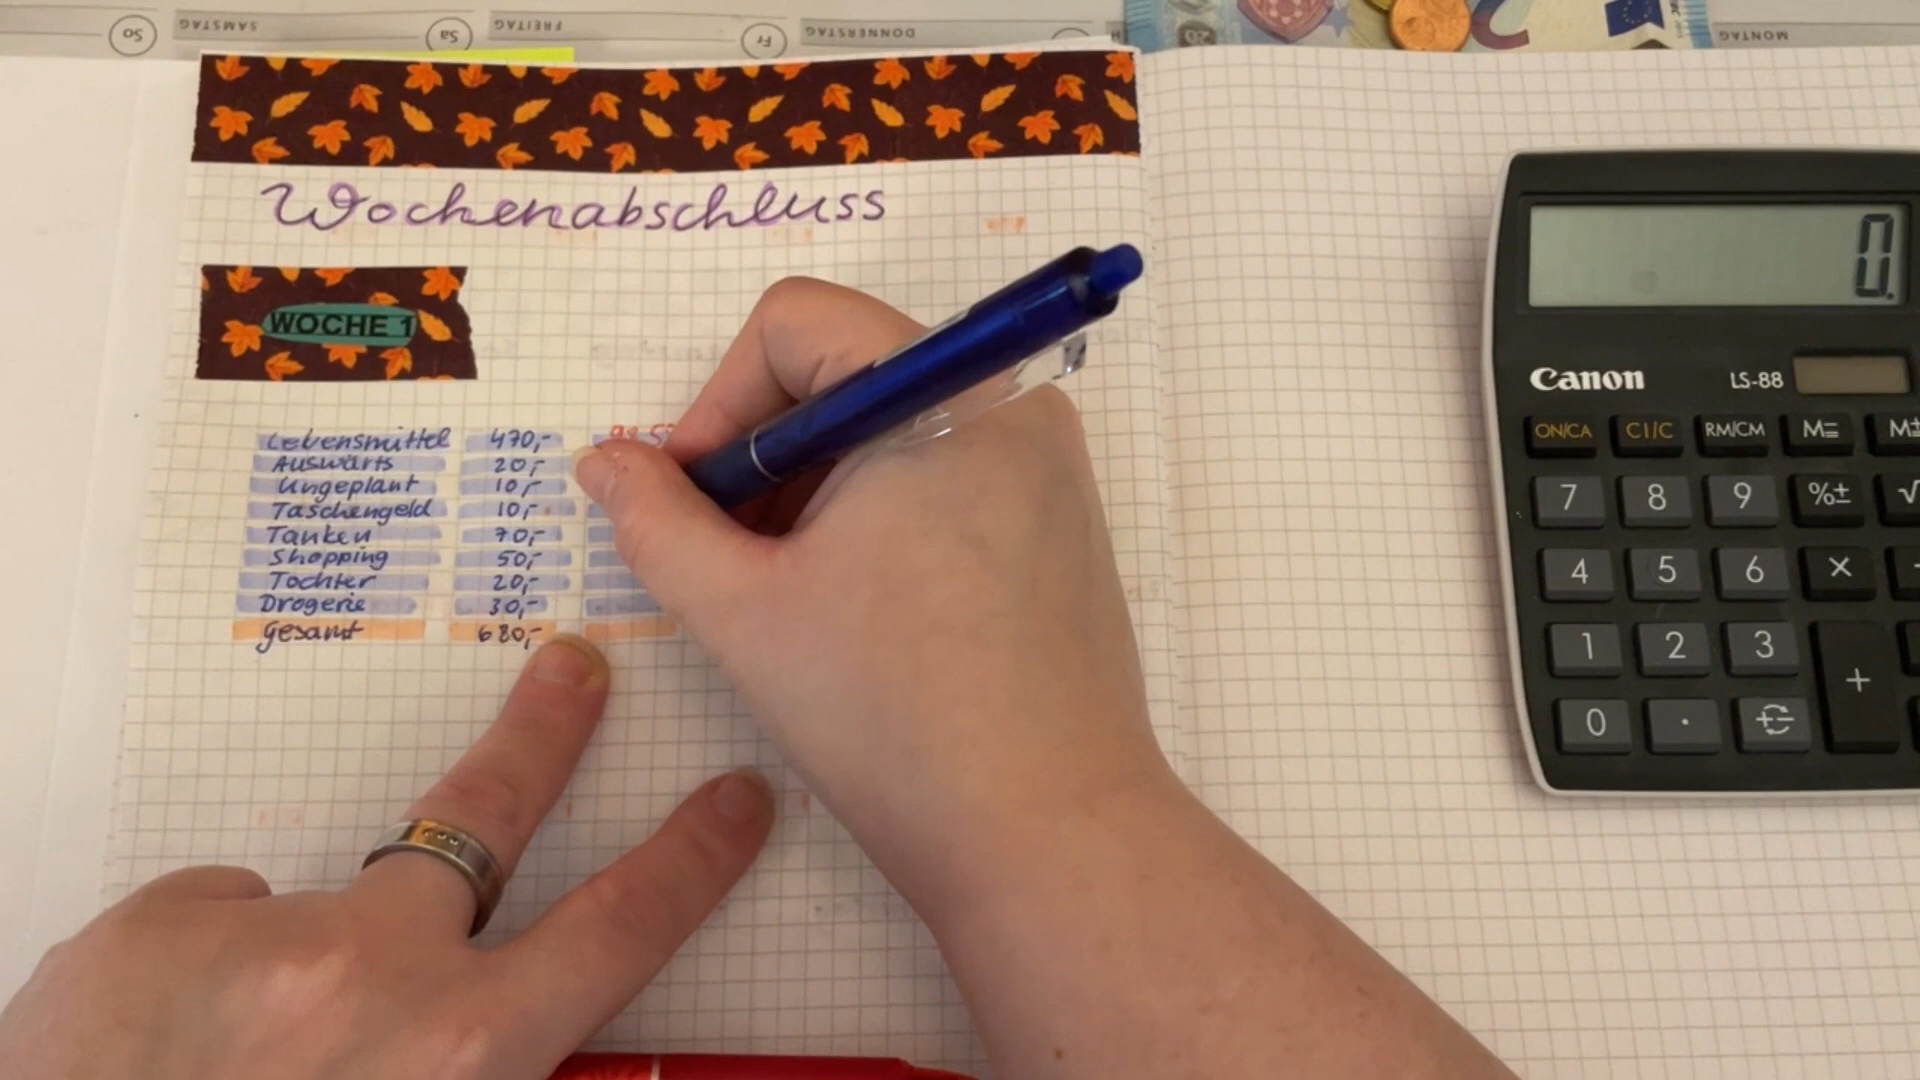 SO SAMSTAG Sa FREITAG Fr DONNERSTAG MONTAG
20
Wochenabschluss
WOCHE 1
Lebensmittel 470,-
Auswärts 20,-
Ungeplant 10,-
Taschengeld 10,-
Tanken 70,-
Shopping 50,-
Tochter 20,-
Drogerie 30,-
Gesamt 680,-
0.
Canon LS-88
ON/CA CI/C RM/CM M= M±
7 8 9 %± √
4 5 6 ×
1 2 3 +
0 .